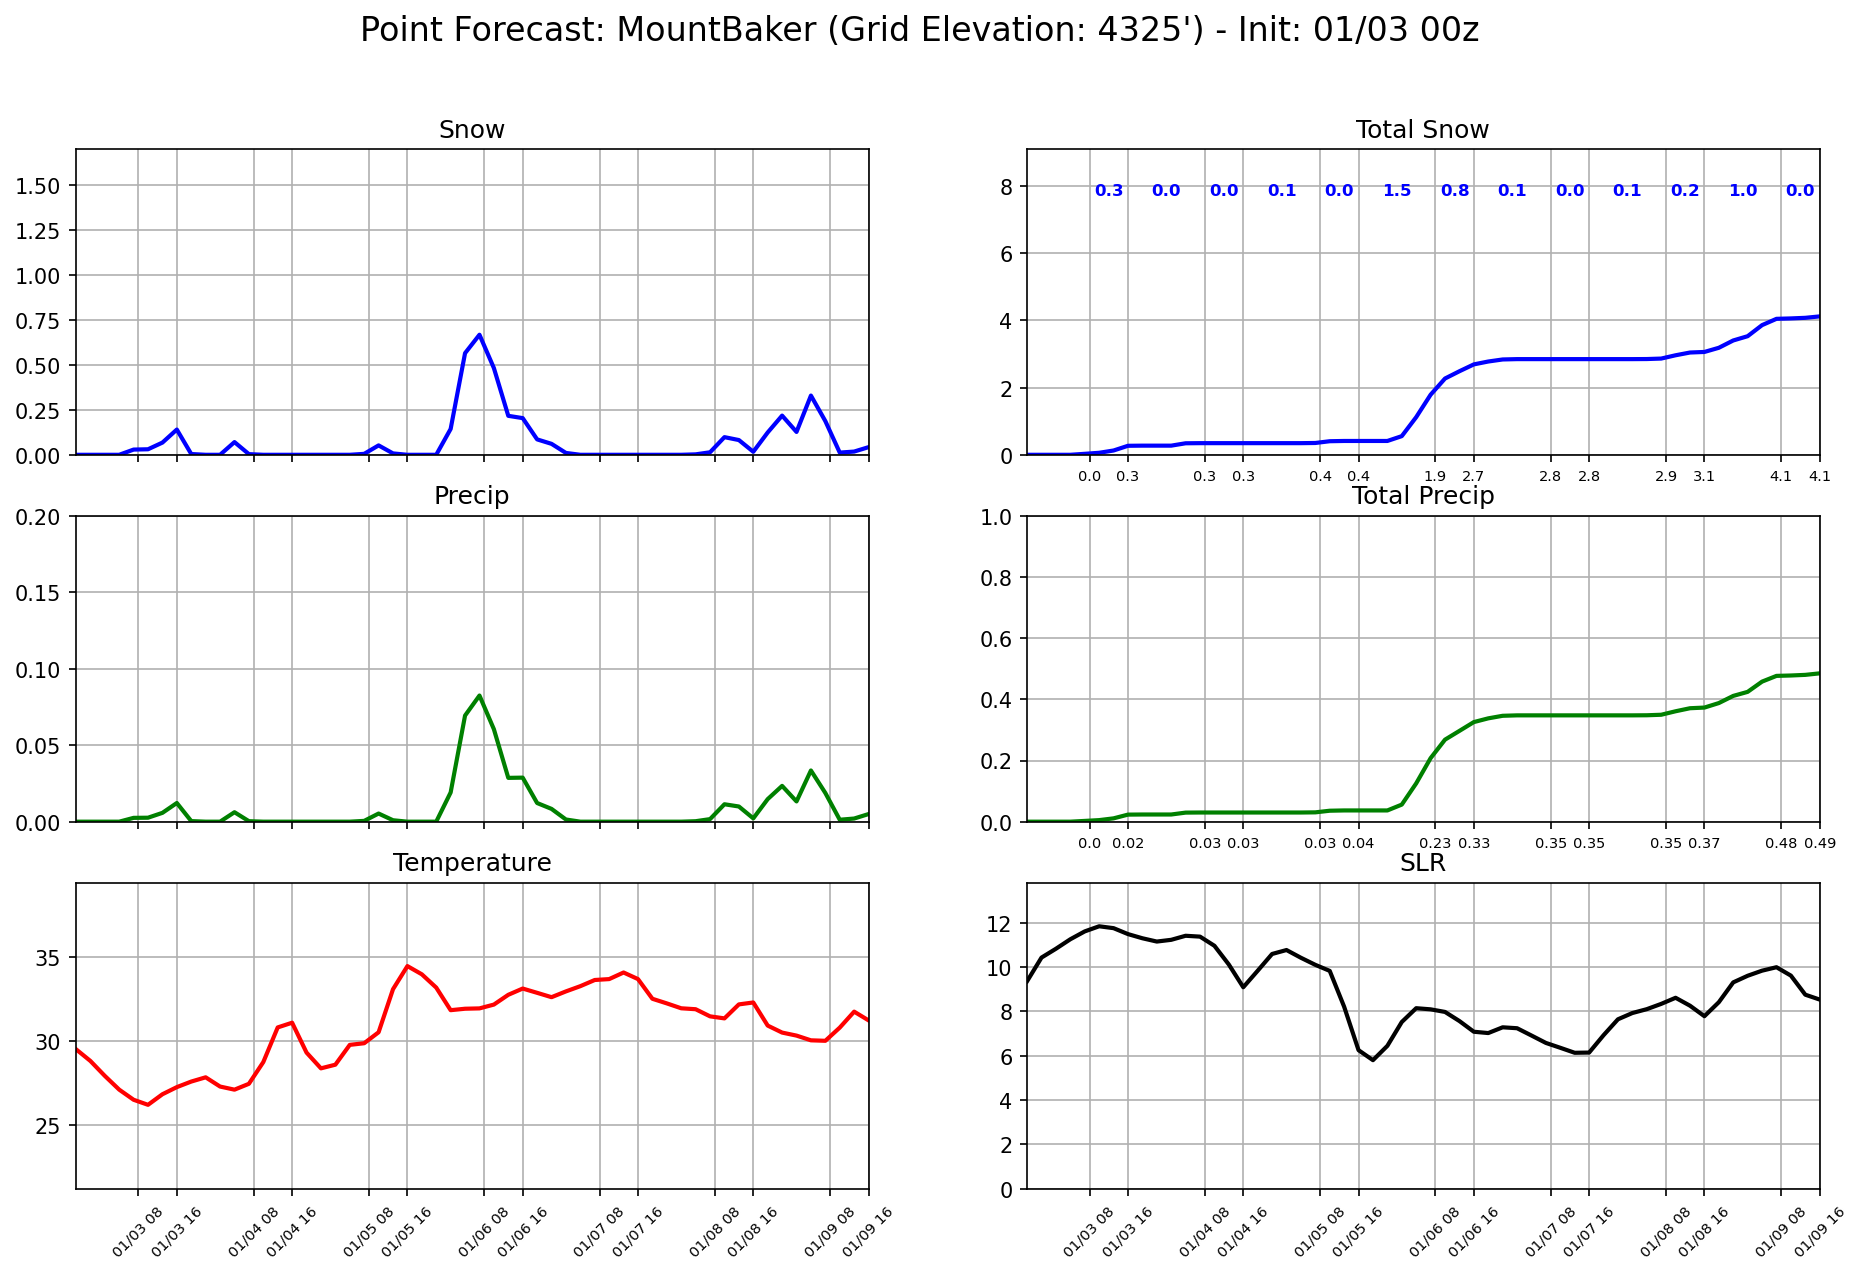 Point Forecast: MountBaker (Grid Elevation: 4325') - Init: 01/03 00z
Snow
1.50
1.25
1.00
0.75
0.50
0.25
0.00
Total Snow
8
6
4
2
0
0.3 0.0 0.0 0.1 0.0 1.5 0.8 0.1 0.0 0.1 0.2 1.0 0.0
0.0 0.3 0.3 0.3 0.4 0.4 1.9 2.7 2.8 2.8 2.9 3.1 4.1 4.1
Precip
0.20
0.15
0.10
0.05
0.00
Total Precip
1.0
0.8
0.6
0.4
0.2
0.0
0.0 0.02 0.03 0.03 0.03 0.04 0.23 0.33 0.35 0.35 0.35 0.37 0.48 0.49
Temperature
35
30
25
01/03 08 01/03 16 01/04 08 01/04 16 01/05 08 01/05 16 01/06 08 01/06 16 01/07 08 01/07 16 01/08 08 01/08 16 01/09 08 01/09 16
SLR
12
10
8
6
4
2
0
01/03 08 01/03 16 01/04 08 01/04 16 01/05 08 01/05 16 01/06 08 01/06 16 01/07 08 01/07 16 01/08 08 01/08 16 01/09 08 01/09 16